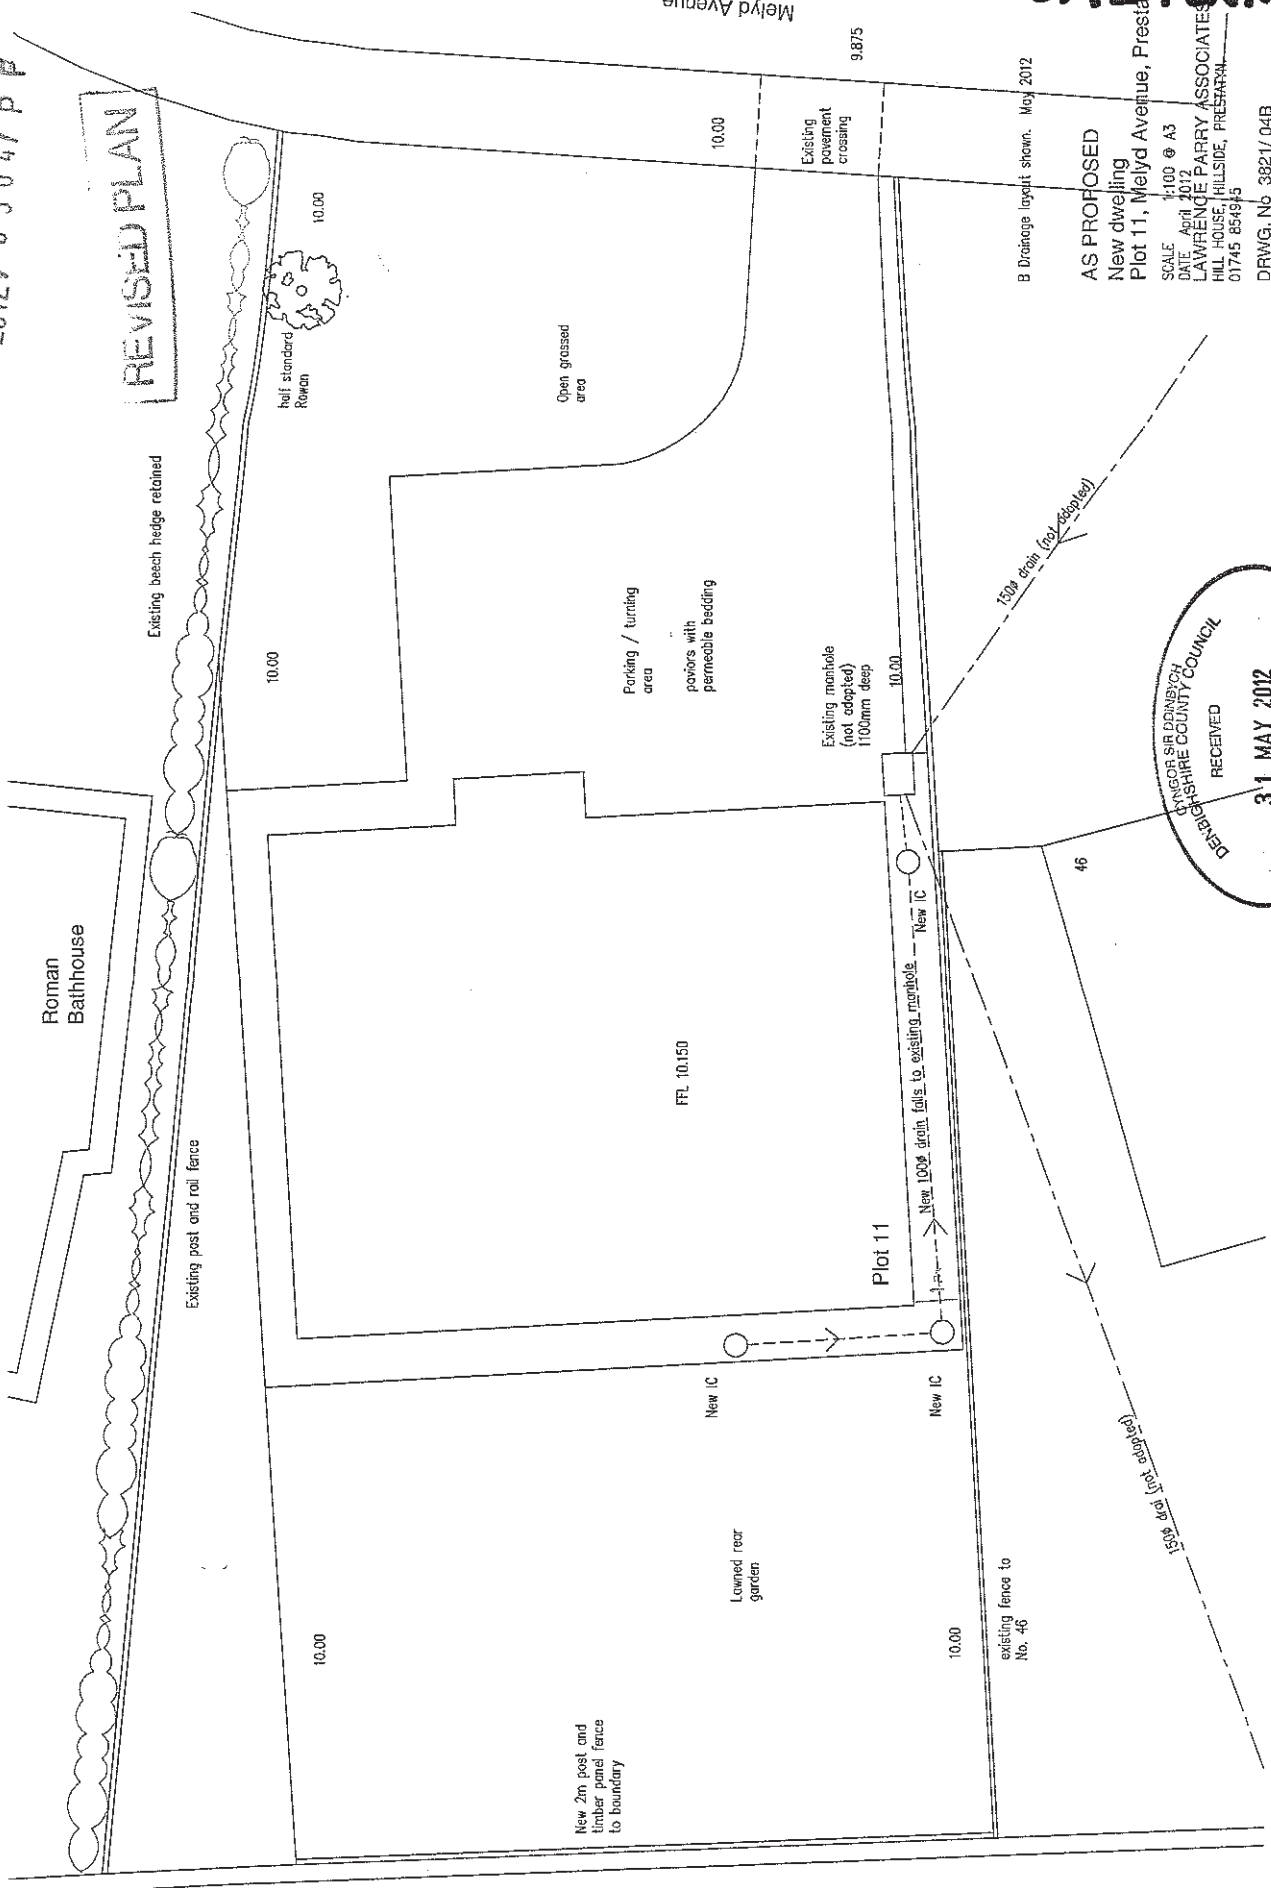 REVISED PLAN
Roman
Bathhouse
Existing beech hedge retained
Existing post and rail fence
10.00
10.00
10.00
half standard
Rowan
Open grassed
area
Parking / turning
area
paviors with
permeable bedding
FFL 10.150
New 2m post and
timber panel fence
to boundary
Lawned rear
garden
New IC
New IC
New IC
Plot 11
New 100ø drain falls to existing manhole
Existing manhole
(not adopted)
1100mm deep
10.00
10.00
existing fence to
No. 46
46
150ø drai (not adopted)
150ø drain (not adopted)
Existing
pavement
crossing
10.00
9.875
Melyd Avenue
B Drainage layout shown. May 2012
AS PROPOSED
New dwelling
Plot 11, Melyd Avenue, Presta
SCALE 1:100 @ A3
DATE April 2012
LAWRENCE PARRY ASSOCIATES
HILL HOUSE, HILLSIDE, PRESTATYN.
01745 854945
DRWG. No 3821/ 04B
CYNGOR SIR DDINBYCH
DENBIGHSHIRE COUNTY COUNCIL
RECEIVED
31 MAY 2012